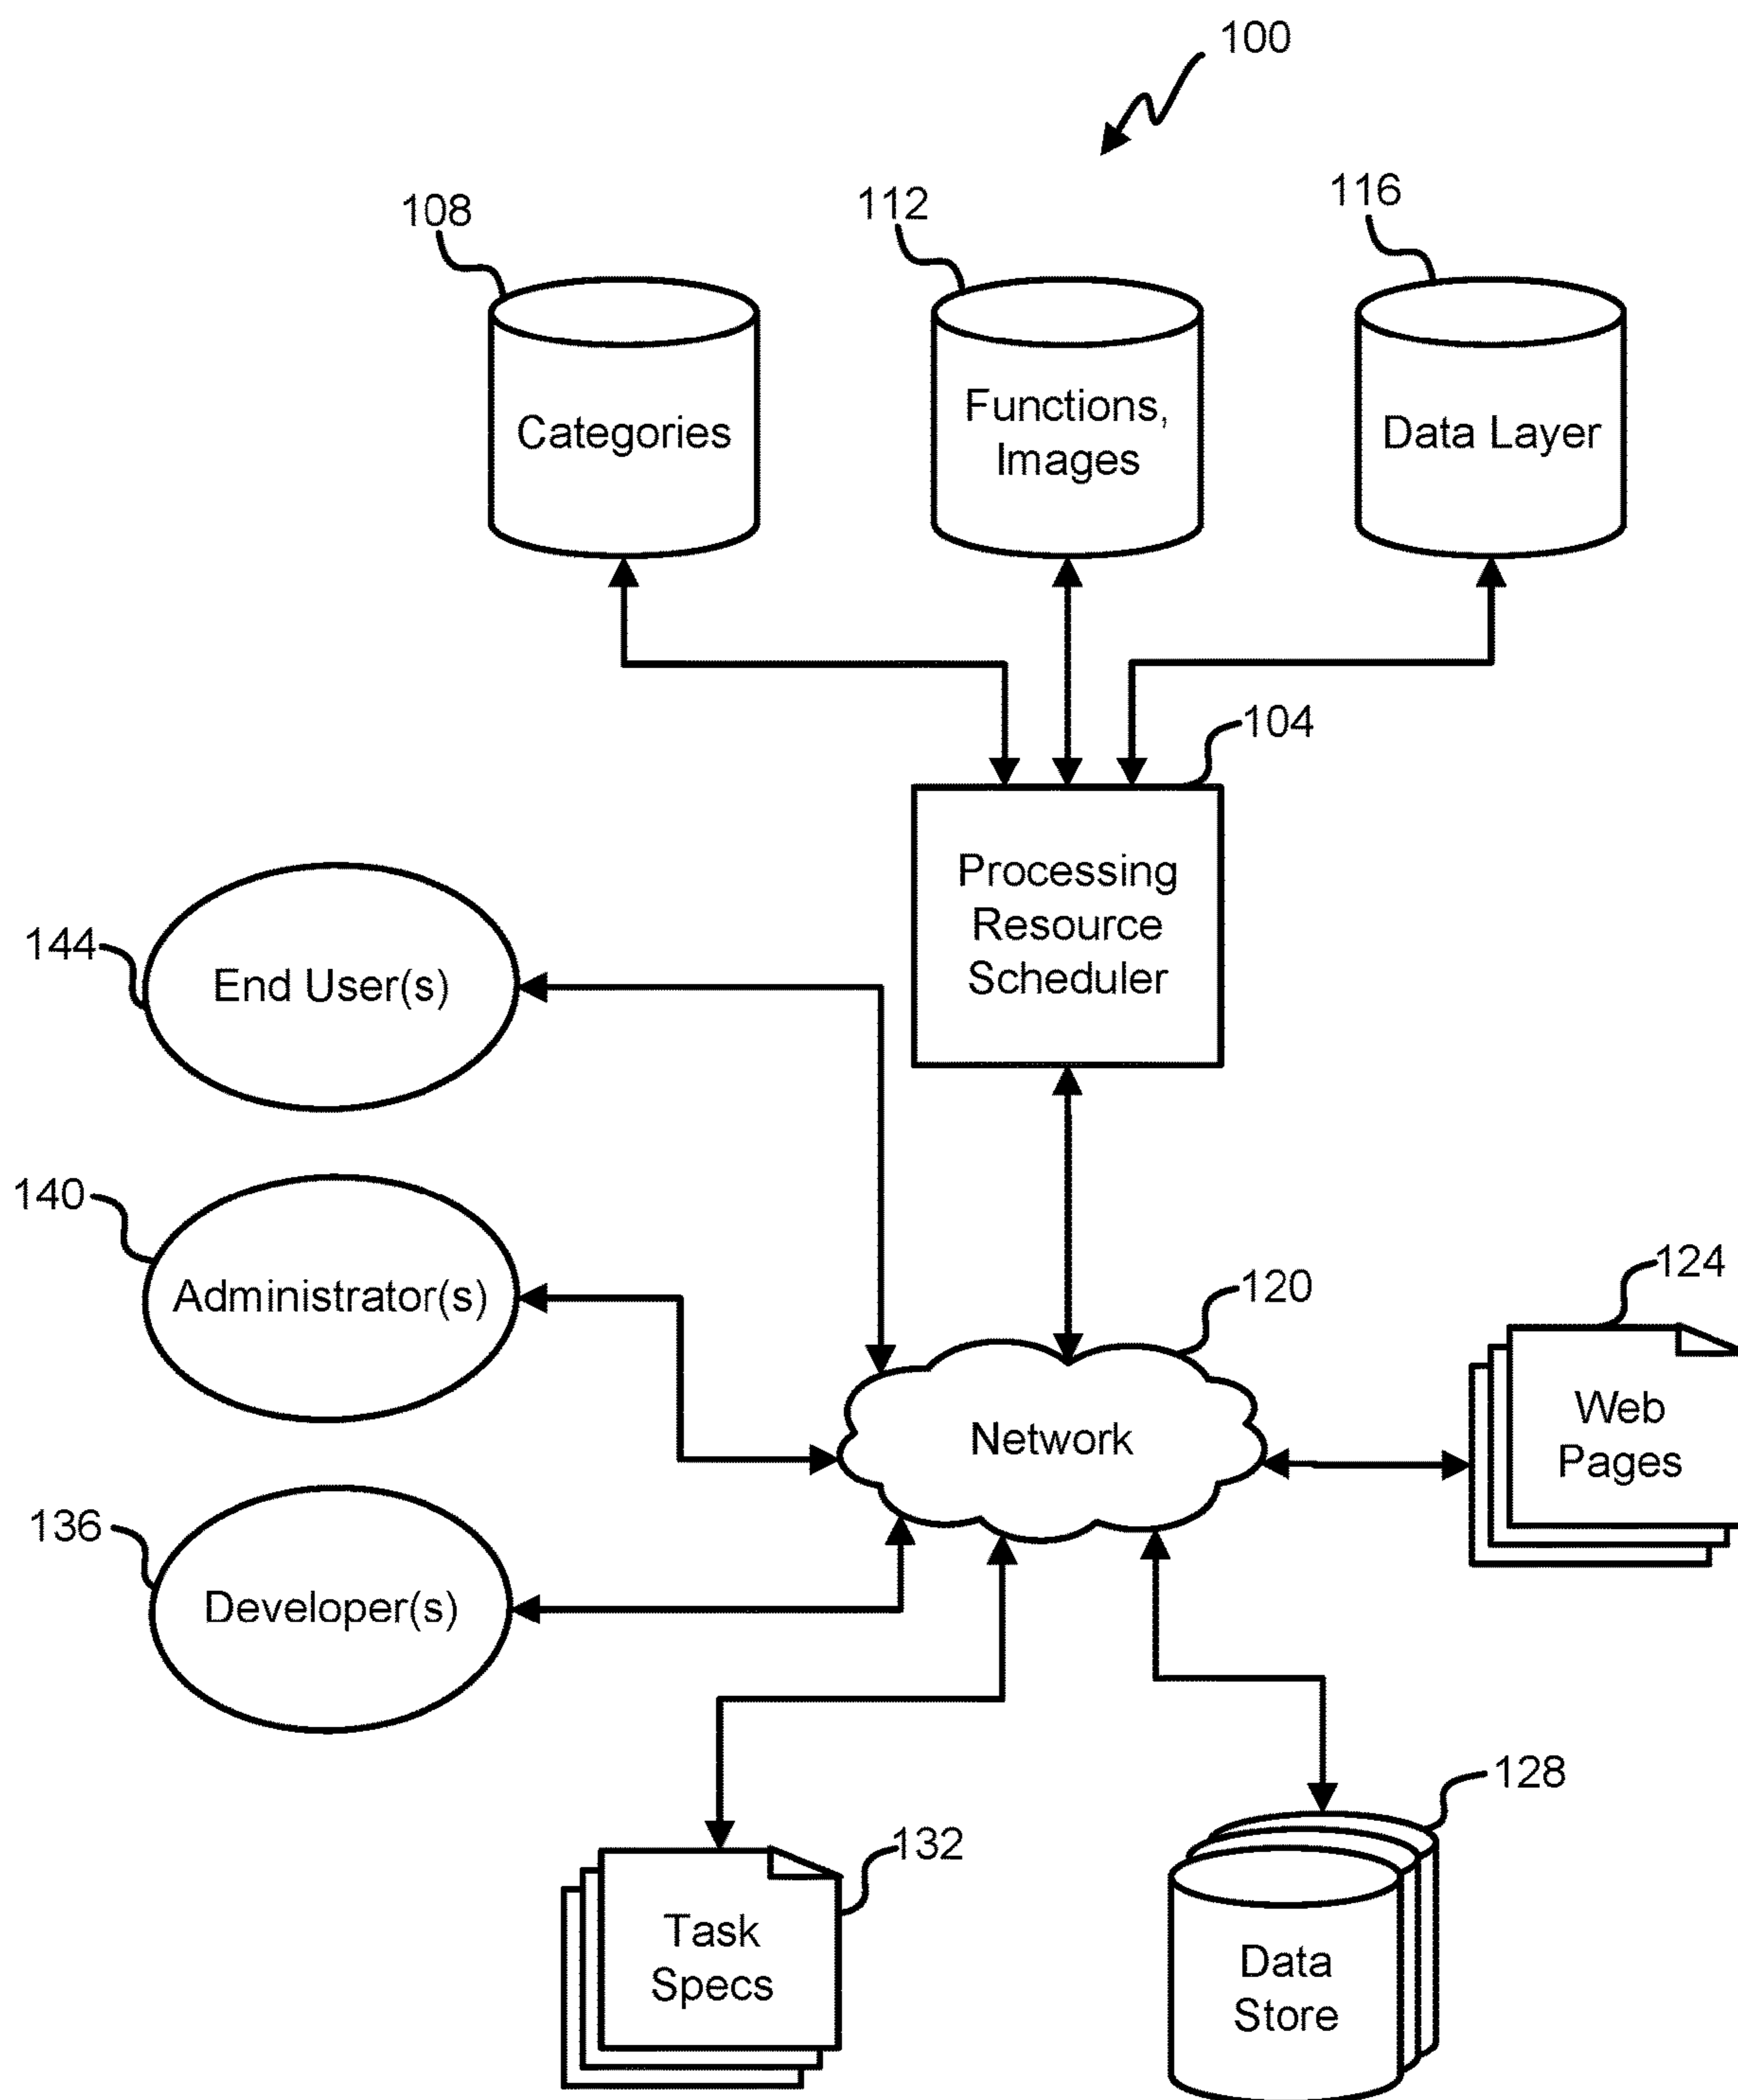 100
108
112
116
Categories
Functions,
Images
Data Layer
104
Processing
Resource
Scheduler
144
End User(s)
140
Administrator(s)
120
124
Network
Web
Pages
136
Developer(s)
128
132
Task
Specs
Data
Store